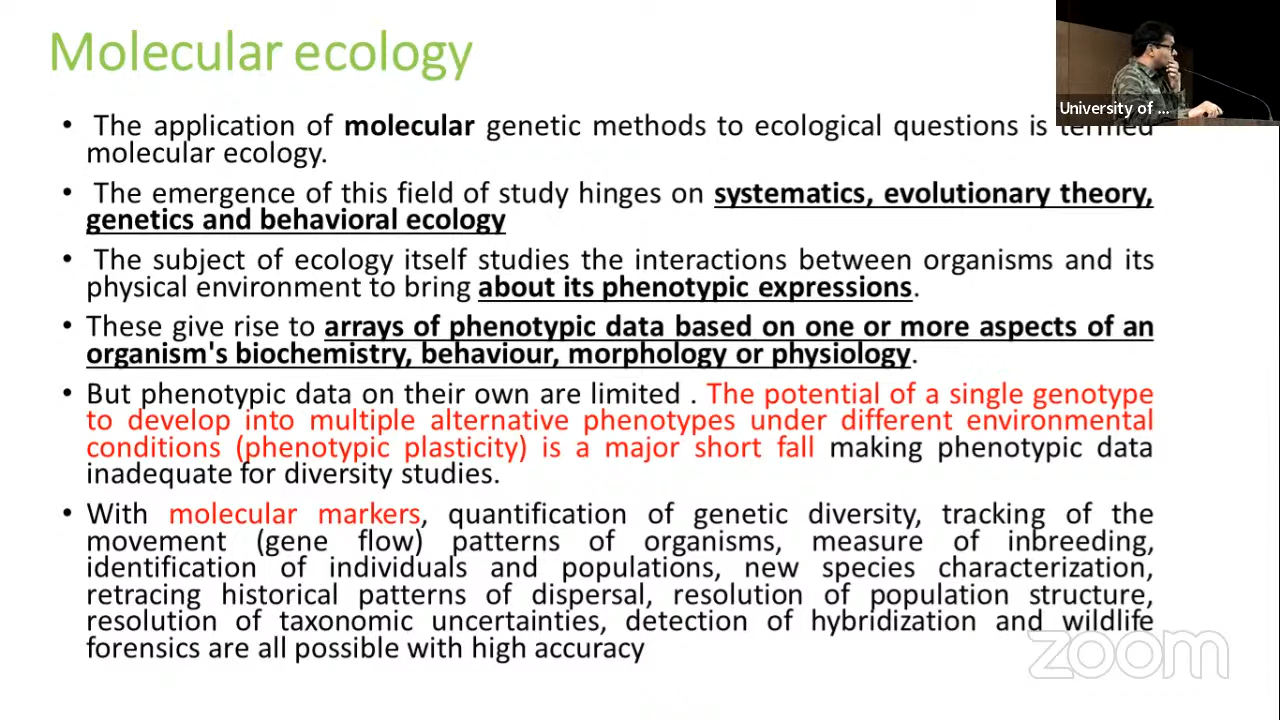 Molecular ecology
University of ...
• The application of molecular genetic methods to ecological questions is termed
molecular ecology.
• The emergence of this field of study hinges on systematics, evolutionary theory,
genetics and behavioral ecology
• The subject of ecology itself studies the interactions between organisms and its
physical environment to bring about its phenotypic expressions.
• These give rise to arrays of phenotypic data based on one or more aspects of an
organism's biochemistry, behaviour, morphology or physiology.
• But phenotypic data on their own are limited . The potential of a single genotype
to develop into multiple alternative phenotypes under different environmental
conditions (phenotypic plasticity) is a major short fall making phenotypic data
inadequate for diversity studies.
• With molecular markers, quantification of genetic diversity, tracking of the
movement (gene flow) patterns of organisms, measure of inbreeding,
identification of individuals and populations, new species characterization,
retracing historical patterns of dispersal, resolution of population structure,
resolution of taxonomic uncertainties, detection of hybridization and wildlife
forensics are all possible with high accuracy
zoom